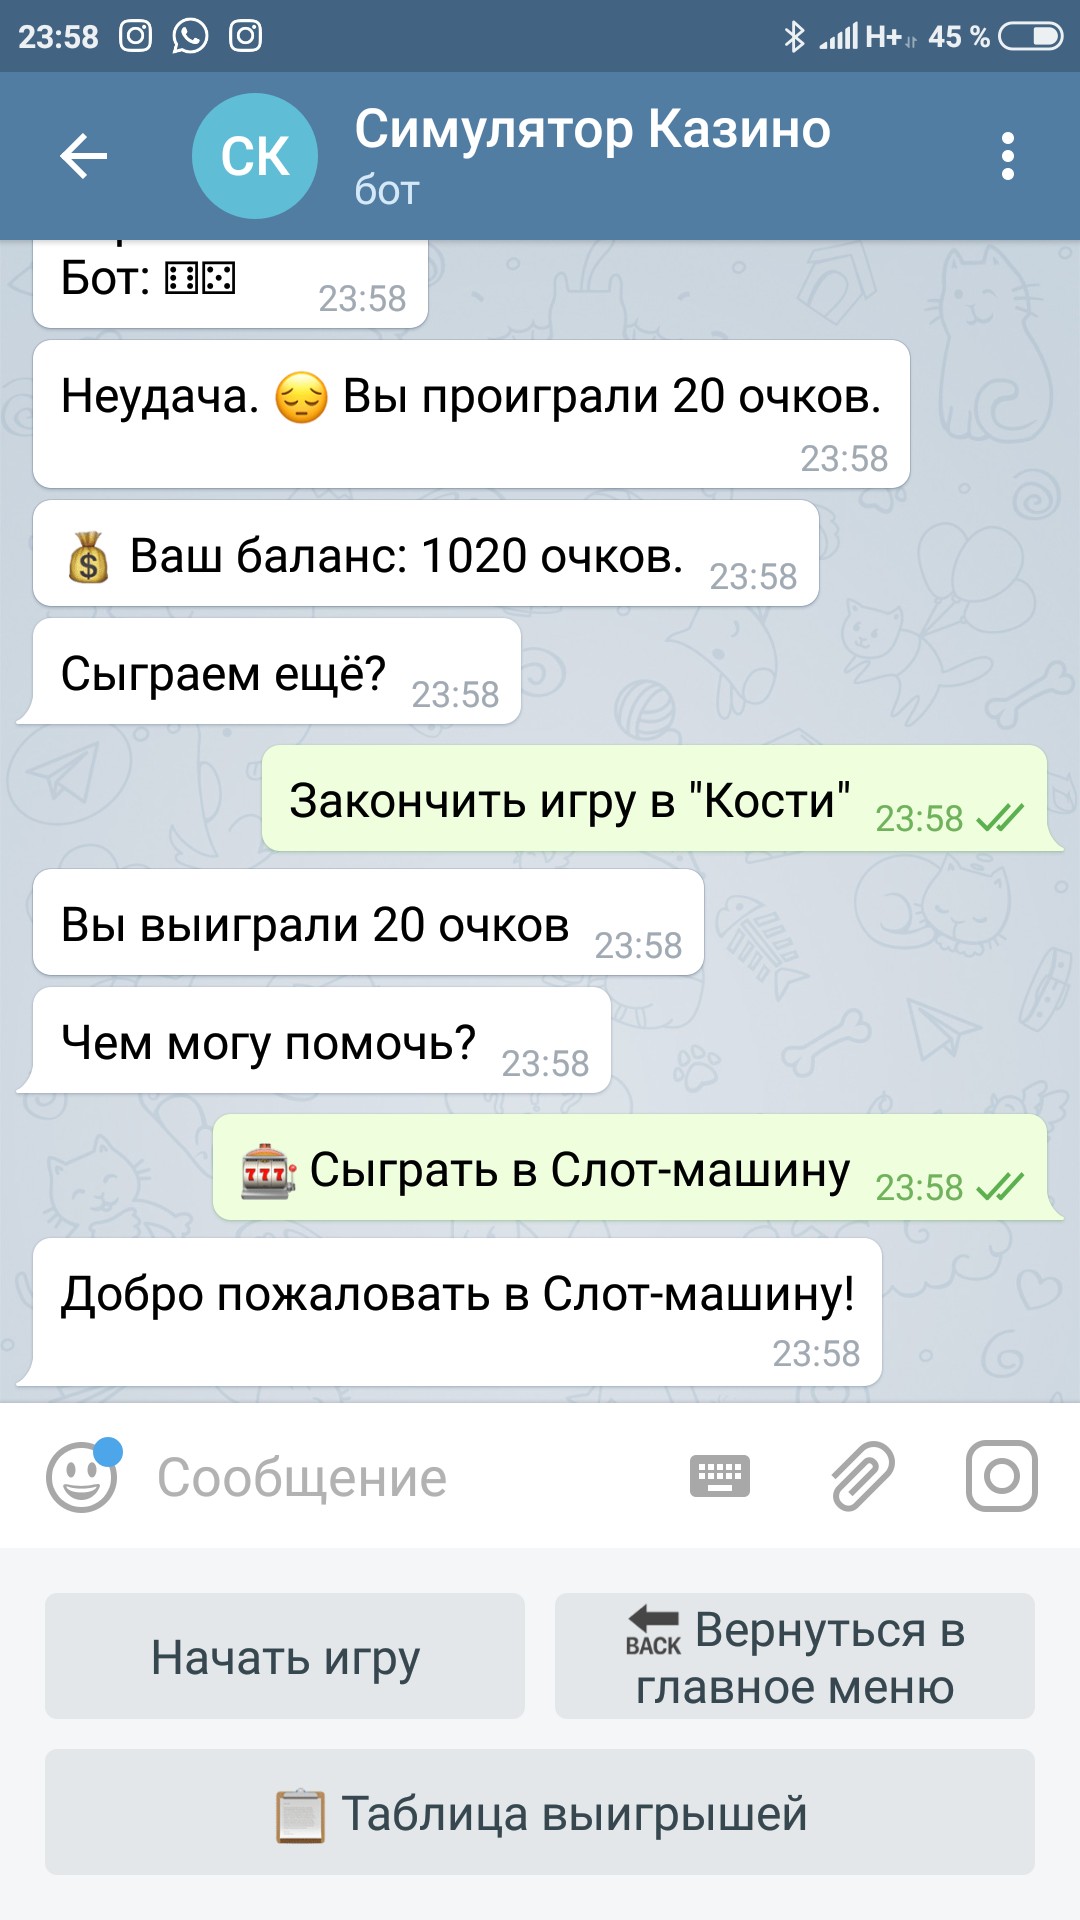 23:58 H+ 45 %
СК Симулятор Казино
бот
Бот: ⚅⚄ 23:58
Неудача. 😔 Вы проиграли 20 очков.
23:58
💰 Ваш баланс: 1020 очков. 23:58
Сыграем ещё? 23:58
Закончить игру в "Кости" 23:58
Вы выиграли 20 очков 23:58
Чем могу помочь? 23:58
🎰 Сыграть в Слот-машину 23:58
Добро пожаловать в Слот-машину!
23:58
Сообщение
Начать игру
🔙 Вернуться в
главное меню
📋 Таблица выигрышей